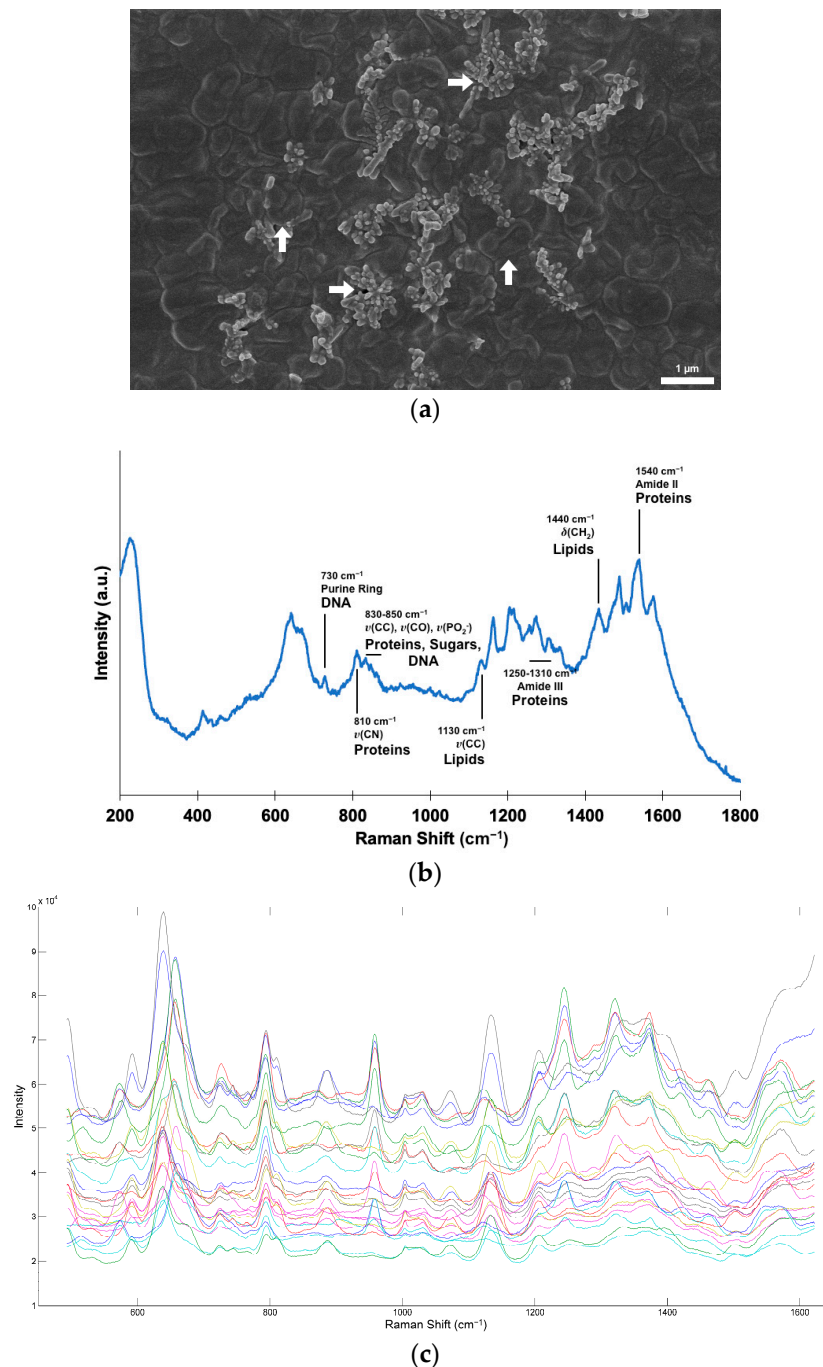 1 µm
(a)
1540 cm⁻¹
Amide II
Proteins
1440 cm⁻¹
δ(CH₂)
Lipids
730 cm⁻¹
Purine Ring
DNA
830-850 cm⁻¹
ν(CC), ν(CO), ν(PO₂⁻)
Proteins, Sugars,
DNA
1250-1310 cm⁻¹
Amide III
Proteins
810 cm⁻¹
ν(CN)
Proteins
1130 cm⁻¹
ν(CC)
Lipids
Intensity (a.u.)
200 400 600 800 1000 1200 1400 1600 1800
Raman Shift (cm⁻¹)
(b)
x 10⁴
10
9
8
7
6
5
4
3
2
1
Intensity
600 800 1000 1200 1400 1600
Raman Shift (cm⁻¹)
(c)